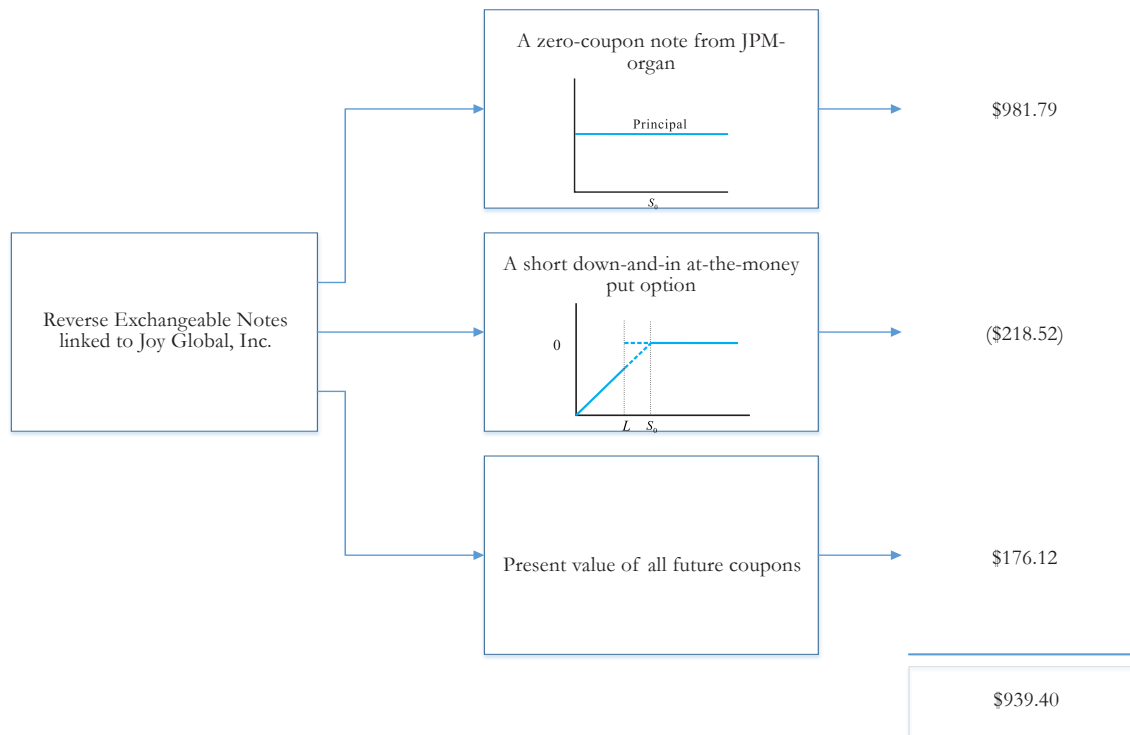 A zero-coupon note from JPM-
organ
Principal
S₀
$981.79
Reverse Exchangeable Notes
linked to Joy Global, Inc.
A short down-and-in at-the-money
put option
0
L S₀
($218.52)
Present value of all future coupons
$176.12
$939.40